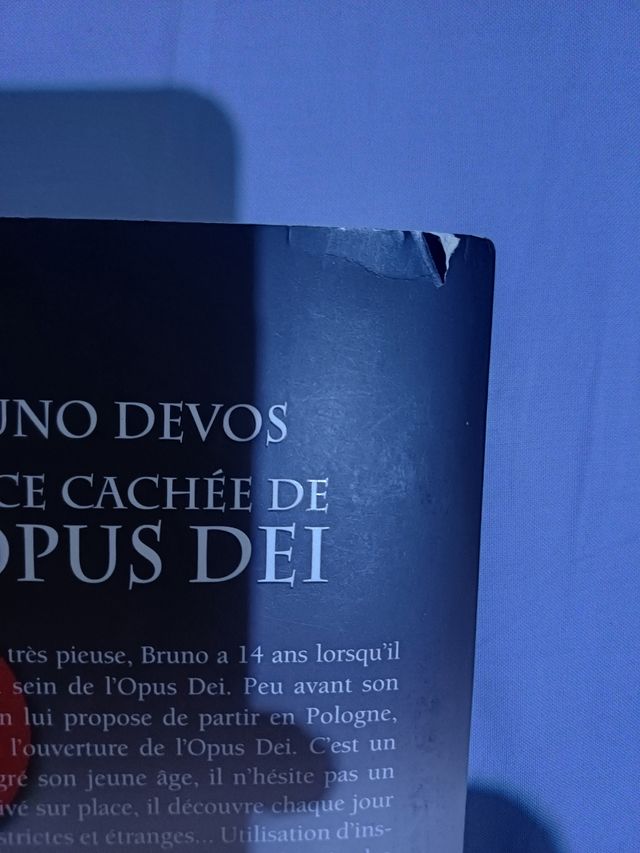 UNO DEVOS
CE CACHÉE DE
OPUS DEI
très pieuse, Bruno a 14 ans lorsqu'il
sein de l'Opus Dei. Peu avant son
n lui propose de partir en Pologne,
l'ouverture de l'Opus Dei. C'est un
gré son jeune âge, il n'hésite pas un
ivé sur place, il découvre chaque jour
strictes et étranges... Utilisation d'ins-